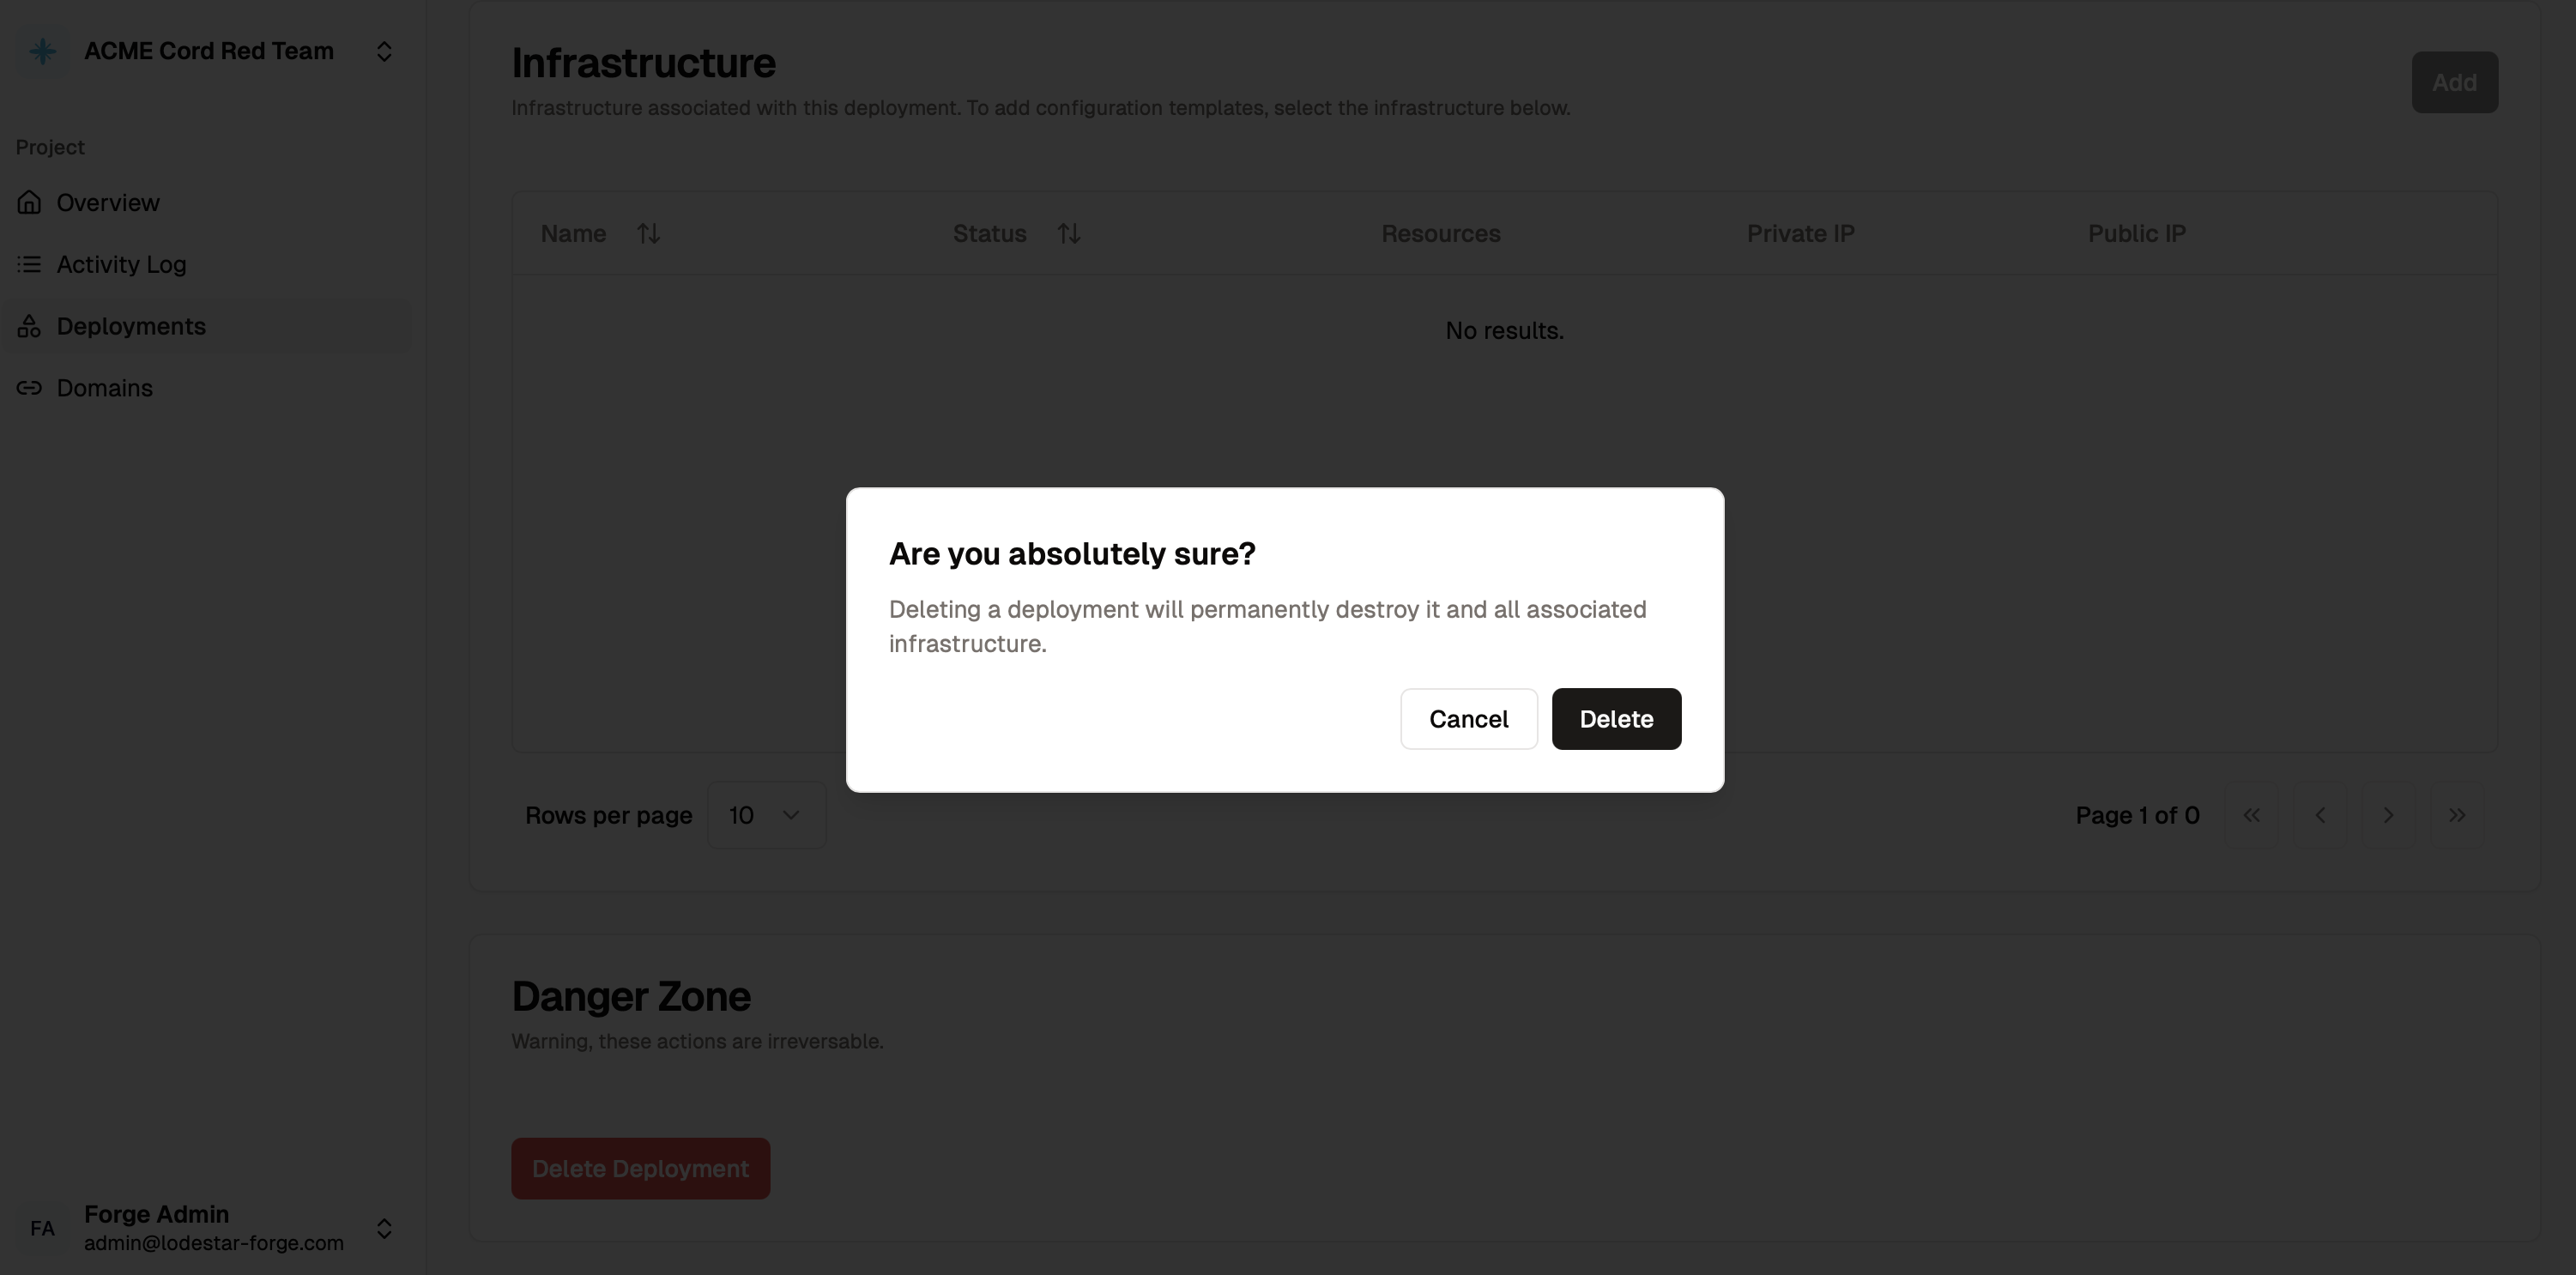 ACME Cord Red Team
Project
Overview
Activity Log
Deployments
Domains
FA
Forge Admin
admin@lodestar-forge.com
Infrastructure
Infrastructure associated with this deployment. To add configuration templates, select the infrastructure below.
Add
Name Status Resources Private IP Public IP
No results.
Are you absolutely sure?
Deleting a deployment will permanently destroy it and all associated
infrastructure.
Cancel Delete
Rows per page 10 Page 1 of 0
Danger Zone
Warning, these actions are irreversable.
Delete Deployment